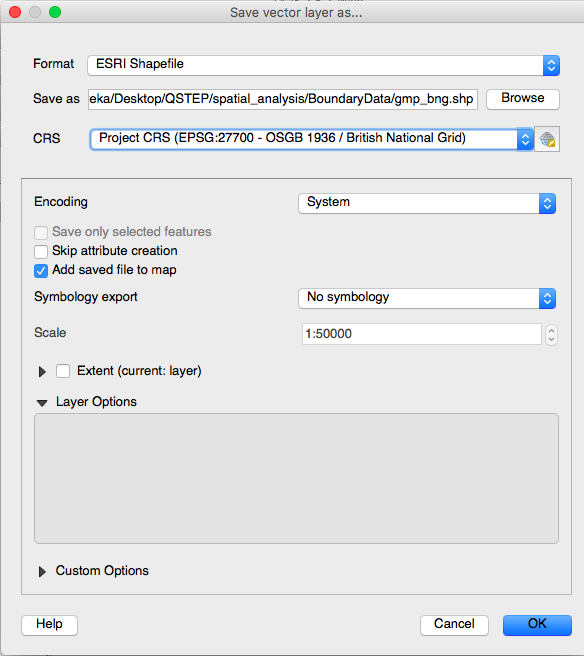 Save vector layer as...
Format ESRI Shapefile
Save as eka/Desktop/QSTEP/spatial_analysis/BoundaryData/gmp_bng.shp Browse
CRS Project CRS (EPSG:27700 - OSGB 1936 / British National Grid)
Encoding System
Save only selected features
Skip attribute creation
Add saved file to map
Symbology export No symbology
Scale 1:50000
Extent (current: layer)
Layer Options
Custom Options
Help Cancel OK